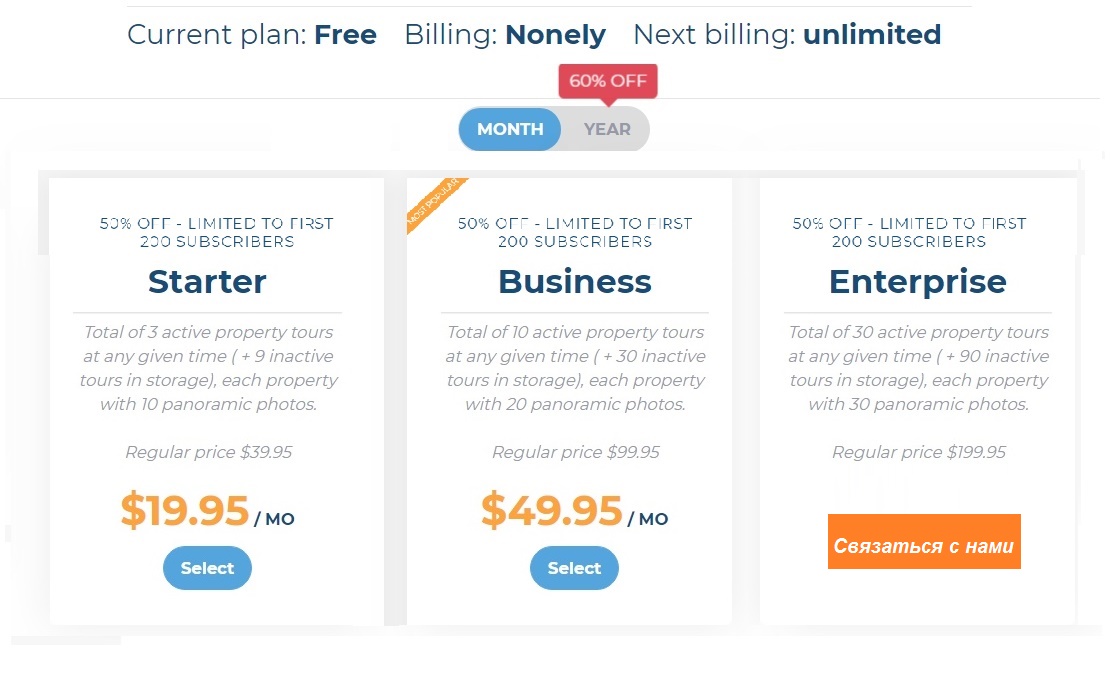 Current plan: Free Billing: Nonely Next billing: unlimited
60% OFF
MONTH YEAR
50% OFF - LIMITED TO FIRST
200 SUBSCRIBERS
Starter
Total of 3 active property tours
at any given time ( + 9 inactive
tours in storage), each property
with 10 panoramic photos.
Regular price $39.95
$19.95 / MO
Select
MOST POPULAR
50% OFF - LIMITED TO FIRST
200 SUBSCRIBERS
Business
Total of 10 active property tours
at any given time ( + 30 inactive
tours in storage), each property
with 20 panoramic photos.
Regular price $99.95
$49.95 / MO
Select
50% OFF - LIMITED TO FIRST
200 SUBSCRIBERS
Enterprise
Total of 30 active property tours
at any given time ( + 90 inactive
tours in storage), each property
with 30 panoramic photos.
Regular price $199.95
Связаться с нами